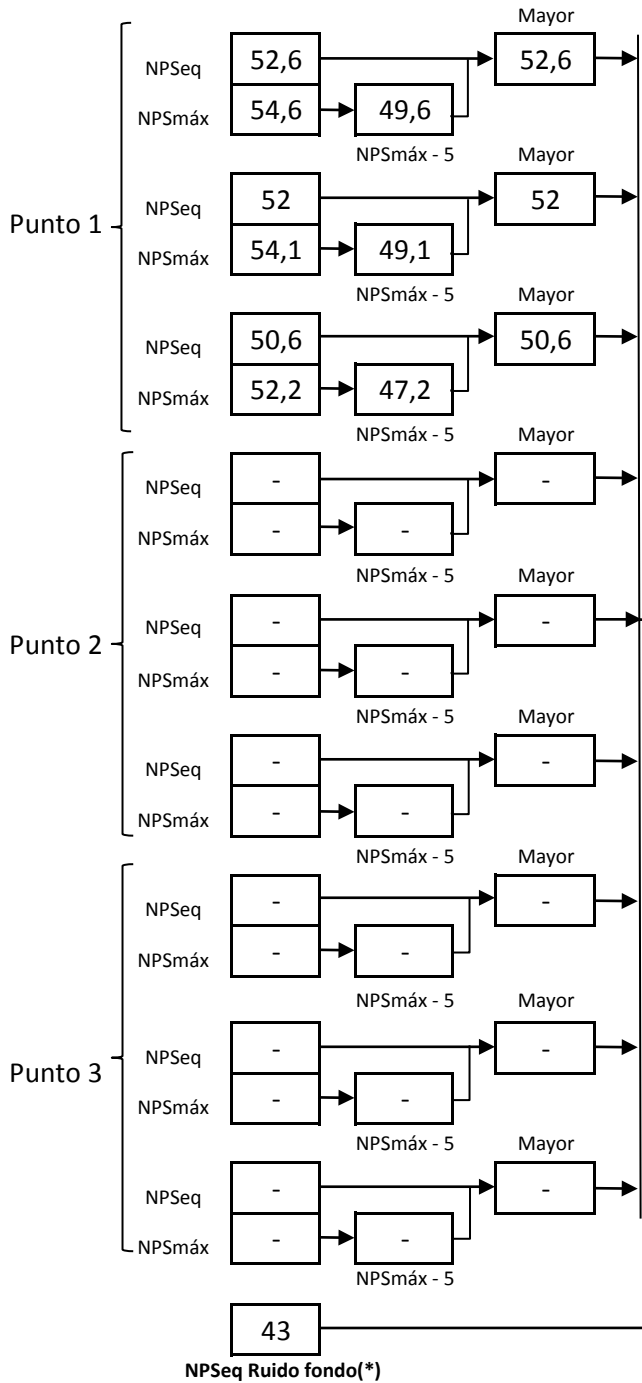 Mayor
NPSeq 52,6 52,6
NPSmáx 54,6 49,6
NPSmáx - 5 Mayor
Punto 1
NPSeq 52 52
NPSmáx 54,1 49,1
NPSmáx - 5 Mayor
NPSeq 50,6 50,6
NPSmáx 52,2 47,2
NPSmáx - 5 Mayor
NPSeq - -
NPSmáx - -
NPSmáx - 5 Mayor
Punto 2
NPSeq - -
NPSmáx - -
NPSmáx - 5 Mayor
NPSeq - -
NPSmáx - -
NPSmáx - 5 Mayor
NPSeq - -
NPSmáx - -
NPSmáx - 5 Mayor
Punto 3
NPSeq - -
NPSmáx - -
NPSmáx - 5 Mayor
NPSeq - -
NPSmáx - -
NPSmáx - 5
43
NPSeq Ruido fondo(*)